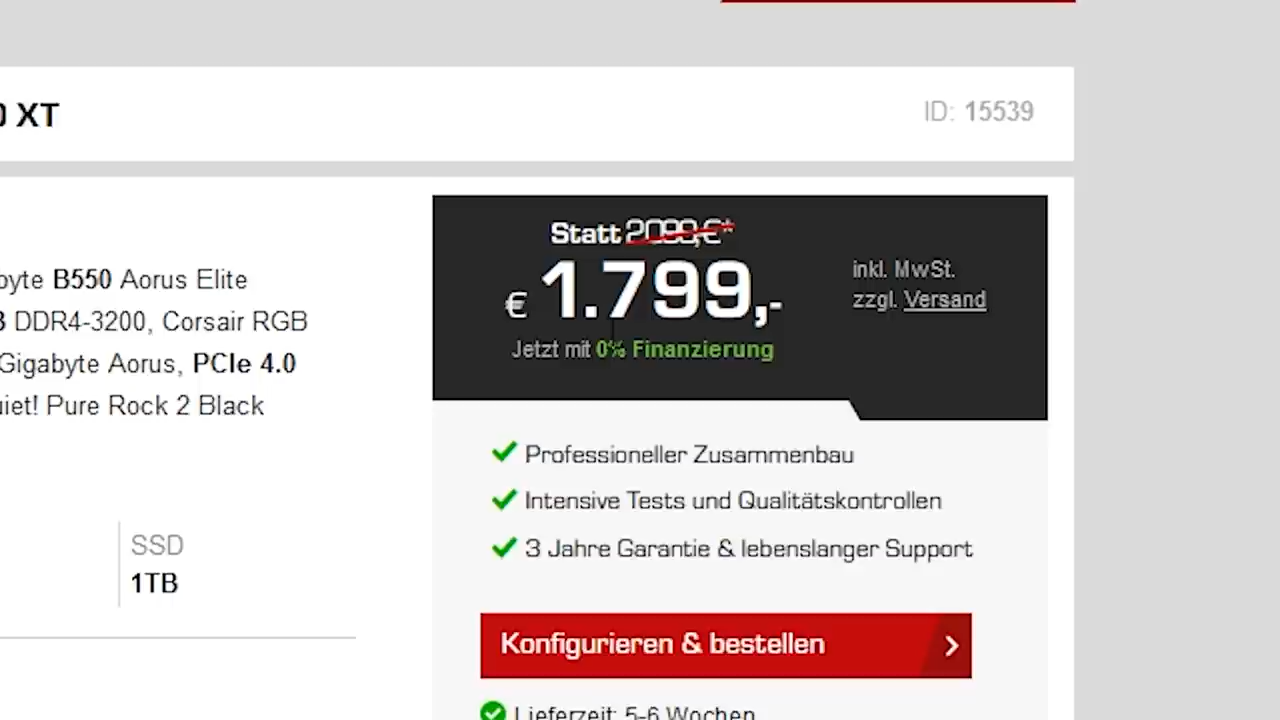 XT
ID: 15539
B550 Aorus Elite
DDR4-3200, Corsair RGB
Gigabyte Aorus, PCIe 4.0
Pure Rock 2 Black
SSD
1TB
Statt 2099,€*
€ 1.799,-
Jetzt mit 0% Finanzierung
inkl. MwSt.
zzgl. Versand
Professioneller Zusammenbau
Intensive Tests und Qualitätskontrollen
3 Jahre Garantie & lebenslanger Support
Konfigurieren & bestellen
Lieferzeit: 5-6 Wochen